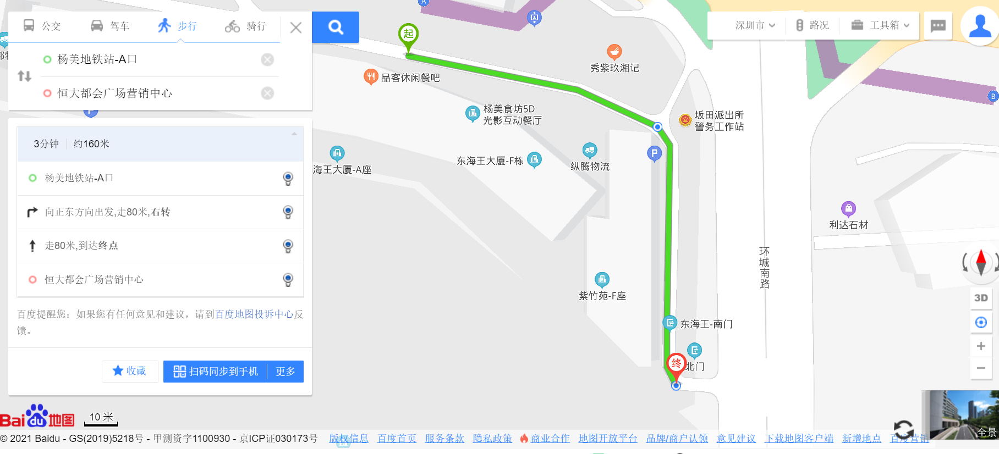 公交
驾车
步行
骑行
杨美地铁站-A口
恒大都会广场营销中心
3分钟
约160米
杨美地铁站-A口
向正东方向出发,走80米,右转
走80米,到达终点
恒大都会广场营销中心
百度提醒您：如果您有任何意见和建议，请到百度地图投诉中心反
馈。
收藏
扫码同步到手机
更多
深圳市
路况
工具箱
A
起
秀紫玖湘记
品客休闲餐吧
B
杨美食坊5D
光影互动餐厅
坂田派出所
警务工作站
P
海王大厦-A座
东海王大厦-F栋
纵腾物流
P
利达石材
环城南路
紫竹苑-F座
东海王-南门
终
北门
3D
全景
Bai du 地图
10 米
© 2021 Baidu - GS(2019)5218号 - 甲测资字1100930 - 京ICP证030173号
版权信息
百度首页
服务条款
隐私政策
商业合作
地图开放平台
品牌/商户认领
意见建议
下载地图客户端
新增地点
百度营销